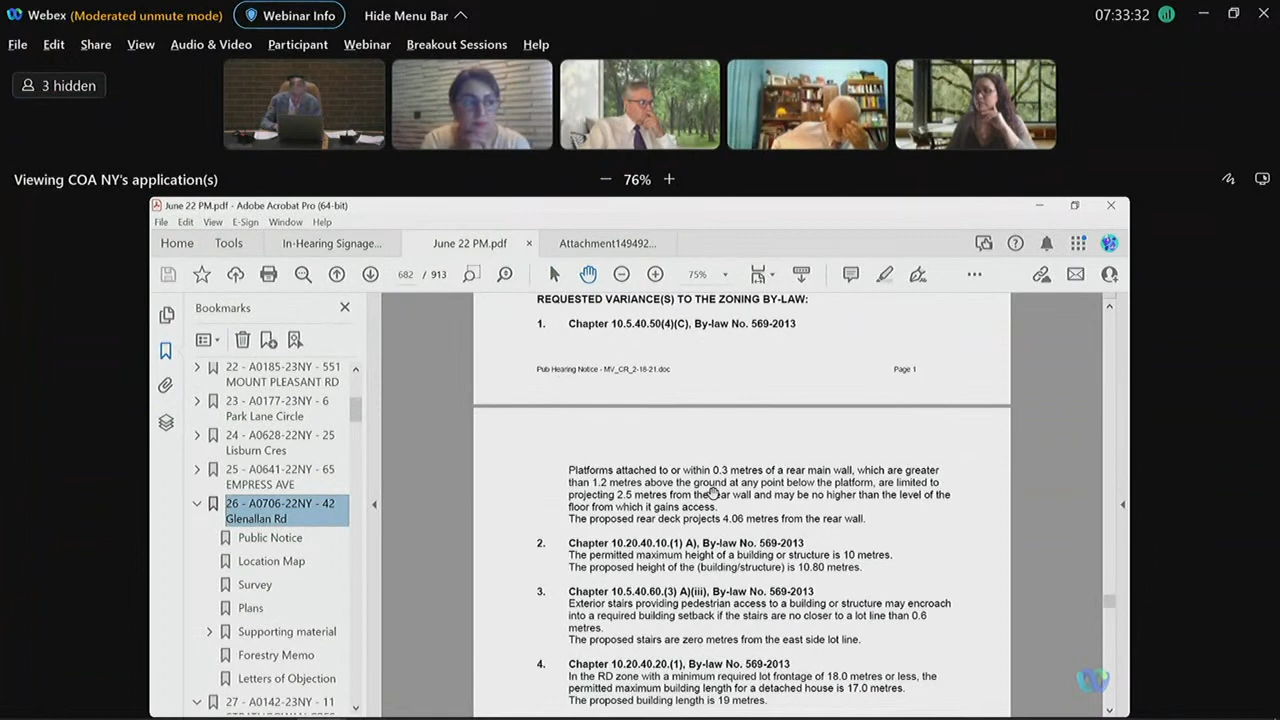 Webex (Moderated unmute mode) Webinar Info Hide Menu Bar 07:33:32
File Edit Share View Audio & Video Participant Webinar Breakout Sessions Help
3 hidden
Viewing COA NY's application(s) 76%
June 22 PM.pdf - Adobe Acrobat Pro (64-bit)
File Edit View E-Sign Window Help
Home Tools In-Hearing Signage... June 22 PM.pdf Attachment149492...
682 / 913 75%
Bookmarks
22 - A0185-23NY - 551
MOUNT PLEASANT RD
23 - A0177-23NY - 6
Park Lane Circle
24 - A0628-22NY - 25
Lisburn Cres
25 - A0641-22NY - 65
EMPRESS AVE
26 - A0706-22NY - 42
Glenallan Rd
Public Notice
Location Map
Survey
Plans
Supporting material
Forestry Memo
Letters of Objection
27 - A0142-23NY - 11
REQUESTED VARIANCE(S) TO THE ZONING BY-LAW:
1. Chapter 10.5.40.50(4)(C), By-law No. 569-2013
Pub Hearing Notice - MV_CR_2-18-21.doc Page 1
Platforms attached to or within 0.3 metres of a rear main wall, which are greater
than 1.2 metres above the ground at any point below the platform, are limited to
projecting 2.5 metres from the rear wall and may be no higher than the level of the
floor from which it gains access.
The proposed rear deck projects 4.06 metres from the rear wall.
2. Chapter 10.20.40.10.(1) A), By-law No. 569-2013
The permitted maximum height of a building or structure is 10 metres.
The proposed height of the (building/structure) is 10.80 metres.
3. Chapter 10.5.40.60.(3) A)(iii), By-law No. 569-2013
Exterior stairs providing pedestrian access to a building or structure may encroach
into a required building setback if the stairs are no closer to a lot line than 0.6
metres.
The proposed stairs are zero metres from the east side lot line.
4. Chapter 10.20.40.20.(1), By-law No. 569-2013
In the RD zone with a minimum required lot frontage of 18.0 metres or less, the
permitted maximum building length for a detached house is 17.0 metres.
The proposed building length is 19 metres.